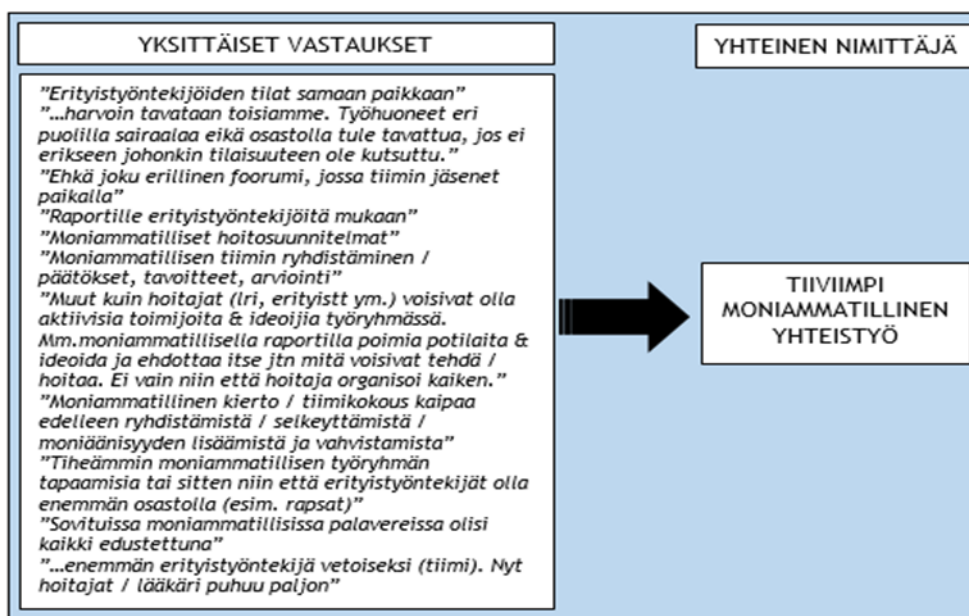 YKSITTÄISET VASTAUKSET
YHTEINEN NIMITTÄJÄ
”Erityistyöntekijöiden tilat samaan paikkaan”
”…harvoin tavataan toisiamme. Työhuoneet eri
puolilla sairaalaa eikä osastolla tule tavattua, jos ei
erikseen johonkin tilaisuuteen ole kutsuttu.”
”Ehkä joku erillinen foorumi, jossa tiimin jäsenet
paikalla”
”Raportille erityistyöntekijöitä mukaan”
”Moniammatilliset hoitosuunnitelmat”
”Moniammatillisen tiimin ryhdistäminen /
päätökset, tavoitteet, arviointi”
”Muut kuin hoitajat (lri, erityistt ym.) voisivat olla
aktiivisia toimijoita & ideoijia työryhmässä.
Mm.moniammatillisella raportilla poimia potilaita &
ideoida ja ehdottaa itse jtn mitä voisivat tehdä /
hoitaa. Ei vain niin että hoitaja organisoi kaiken.”
”Moniammatillinen kierto / tiimikokous kaipaa
edelleen ryhdistämistä / selkeyttämistä /
moniäänisyyden lisäämistä ja vahvistamista”
”Tiheämmin moniammatillisen työryhmän
tapaamisia tai sitten niin että erityistyöntekijät olla
enemmän osastolla (esim. rapsat)”
”Sovituissa moniammatillisissa palavereissa olisi
kaikki edustettuna”
”…enemmän erityistyöntekijä vetoiseksi (tiimi). Nyt
hoitajat / lääkäri puhuu paljon”
TIIVIIMPI
MONIAMMATILLINEN
YHTEISTYÖ